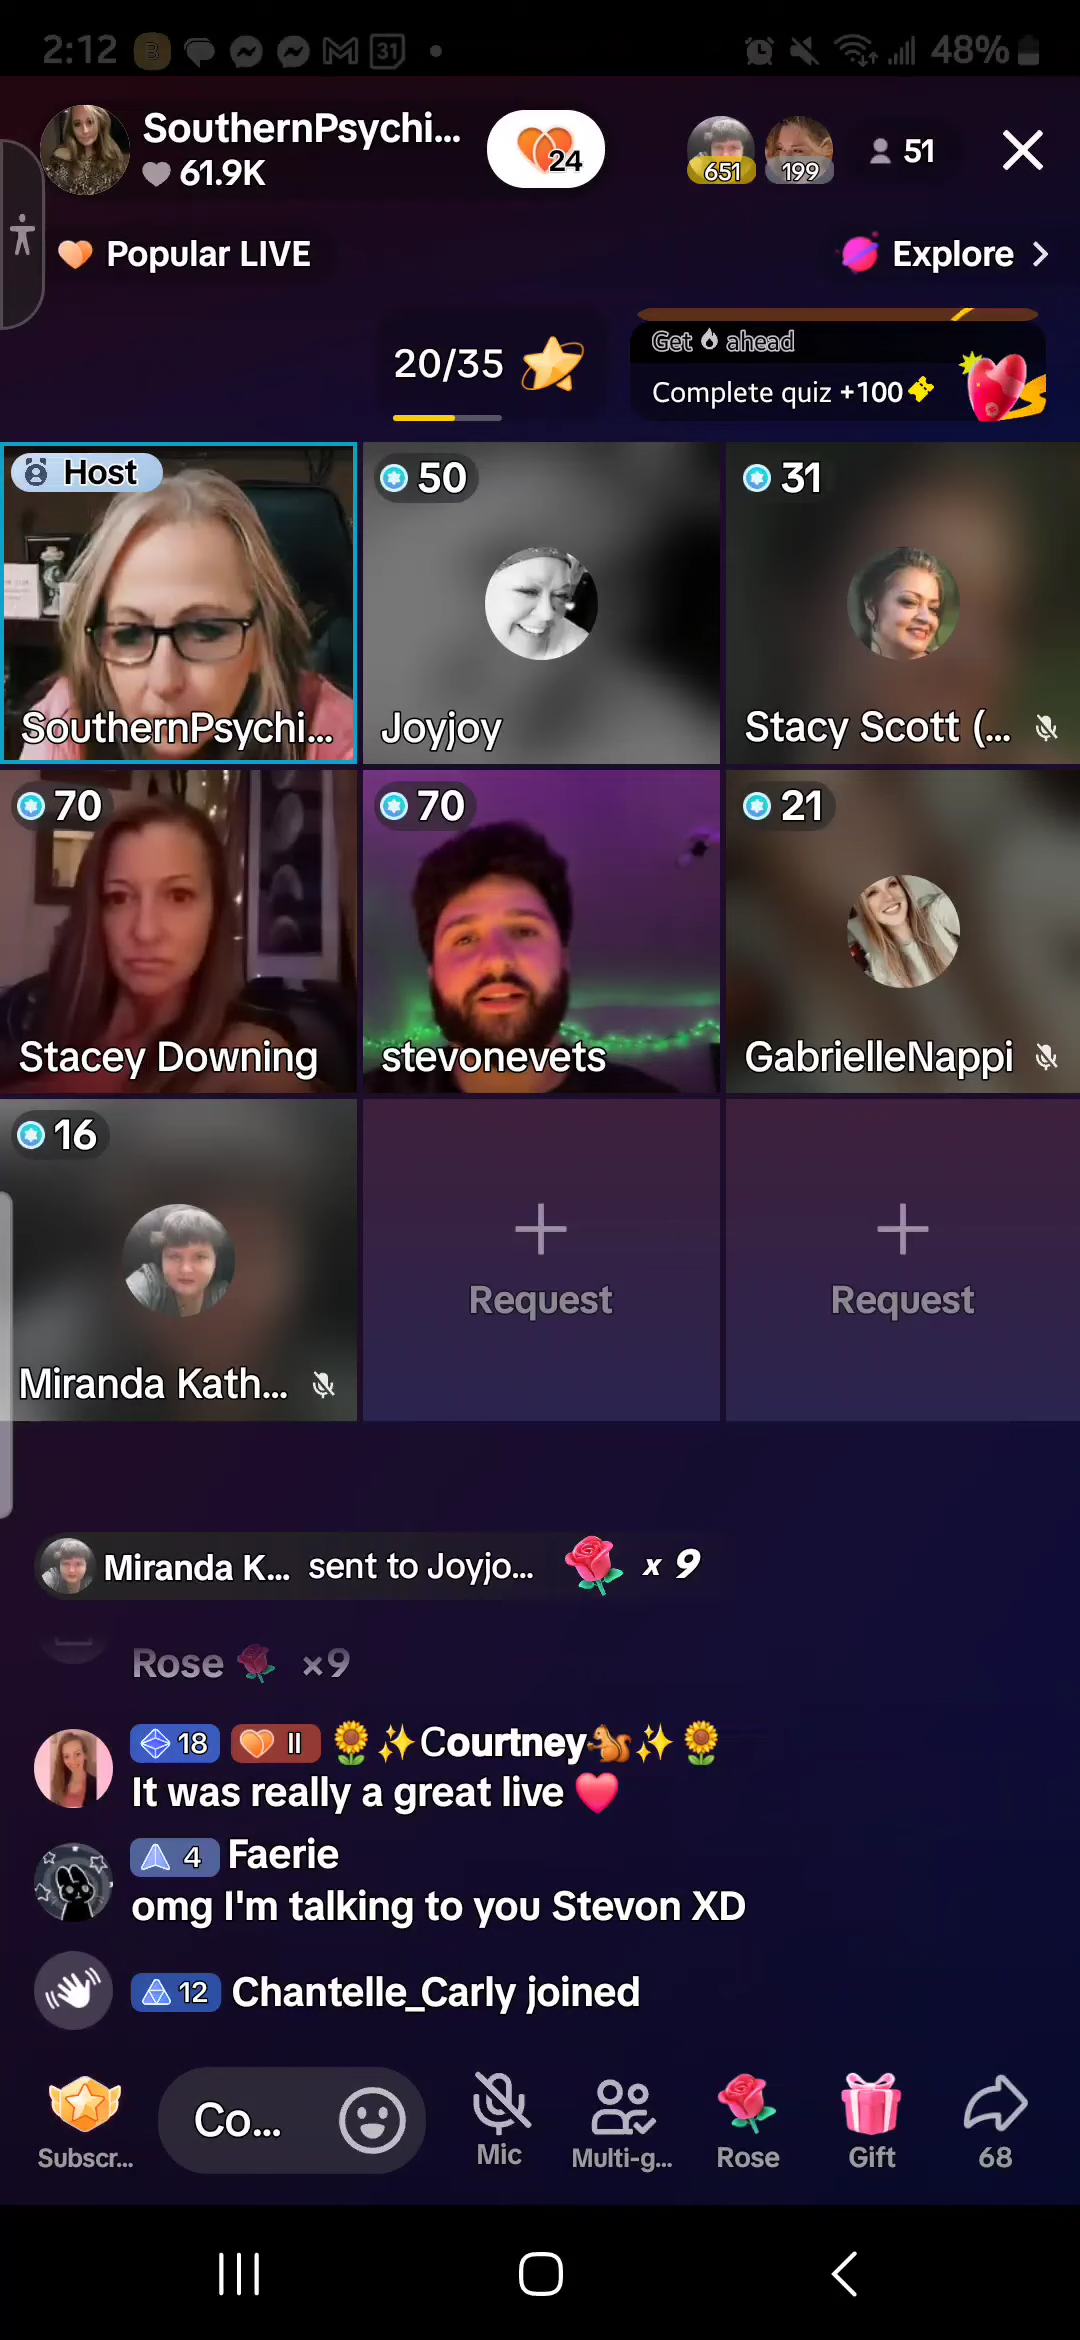 2:12 B 31 48%
SouthernPsychi...
61.9K
24
651
199
51
Popular LIVE
Explore
20/35
Get ahead
Complete quiz +100
Host
SouthernPsychi...
50
Joyjoy
31
Stacy Scott (...
70
Stacey Downing
70
stevonevets
21
GabrielleNappi
16
Miranda Kath...
Request
Request
Miranda K... sent to Joyjo... x 9
Rose 🌹 ×9
18 II 🌻✨Courtney🐿️✨🌻
It was really a great live ❤️
4 Faerie
omg I'm talking to you Stevon XD
12 Chantelle_Carly joined
Subscr...
Co...
Mic
Multi-g...
Rose
Gift
68